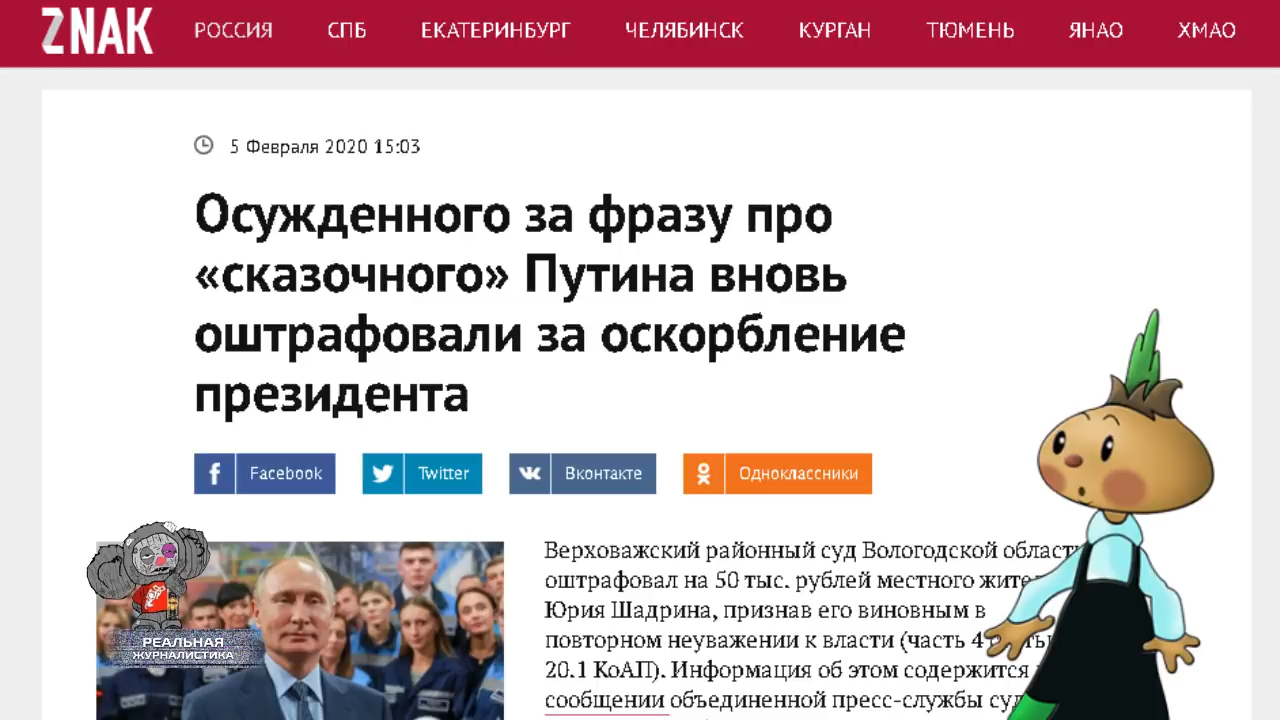 ZNAK РОССИЯ СПБ ЕКАТЕРИНБУРГ ЧЕЛЯБИНСК КУРГАН ТЮМЕНЬ ЯНАО ХМАО
5 Февраля 2020 15:03
Осужденного за фразу про
«сказочного» Путина вновь
оштрафовали за оскорбление
президента
Facebook Twitter Вконтакте Одноклассники
Верховажский районный суд Вологодской области
оштрафовал на 50 тыс. рублей местного
Юрия Шадрина, признав его виновным в
повторном неуважении к власти (часть 4
20.1 КоАП). Информация об этом содержится
сообщении объединенной пресс-службы
РЕАЛЬНАЯ
ЖУРНАЛИСТИКА